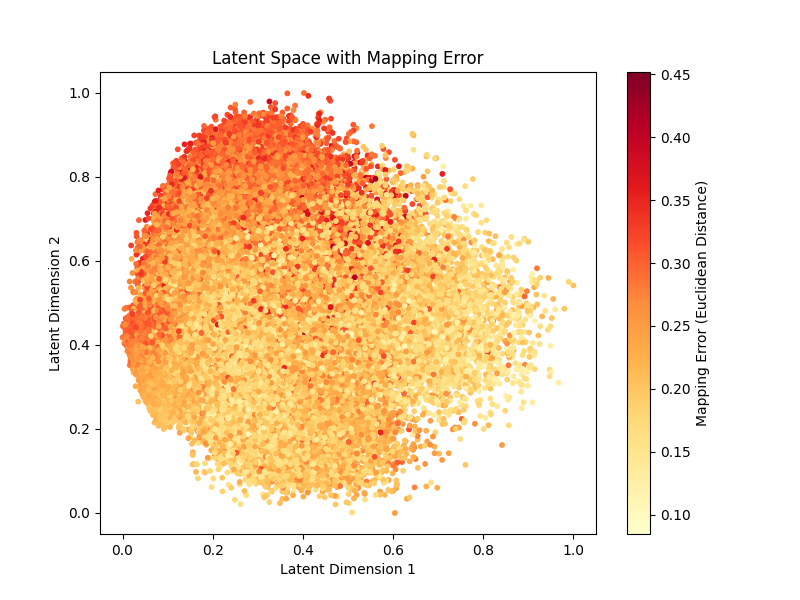 Latent Space with Mapping Error
1.0
0.8
0.6
0.4
0.2
0.0
Latent Dimension 2
0.0 0.2 0.4 0.6 0.8 1.0
Latent Dimension 1
0.45
0.40
0.35
0.30
0.25
0.20
0.15
0.10
Mapping Error (Euclidean Distance)